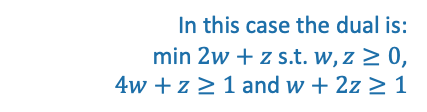 In this case the dual is:
min 2w + z s.t. w, z ≥ 0,
4w + z ≥ 1 and w + 2z ≥ 1